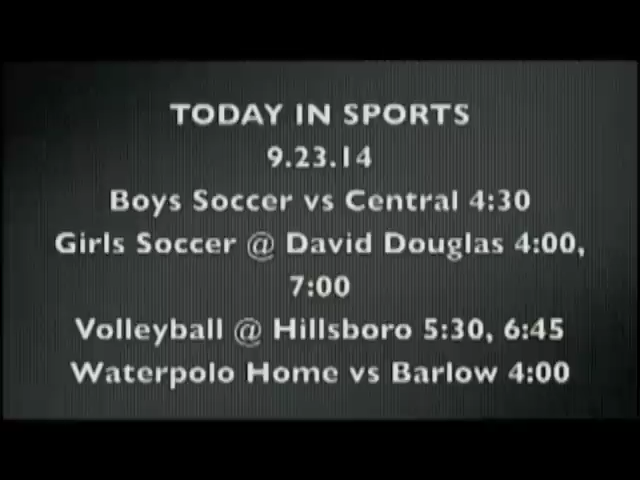 TODAY IN SPORTS
9.23.14
Boys Soccer vs Central 4:30
Girls Soccer @ David Douglas 4:00,
7:00
Volleyball @ Hillsboro 5:30, 6:45
Waterpolo Home vs Barlow 4:00